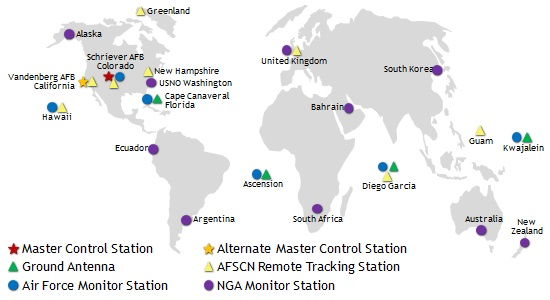 Greenland
Alaska
Schriever AFB
Colorado
Vandenberg AFB
California
New Hampshire
USNO Washington
Cape Canaveral
Florida
Hawaii
United Kingdom
South Korea
Bahrain
Guam
Kwajalein
Ecuador
Ascension
Diego Garcia
Argentina
South Africa
Australia
New
Zealand
Master Control Station
Alternate Master Control Station
Ground Antenna
AFSCN Remote Tracking Station
Air Force Monitor Station
NGA Monitor Station